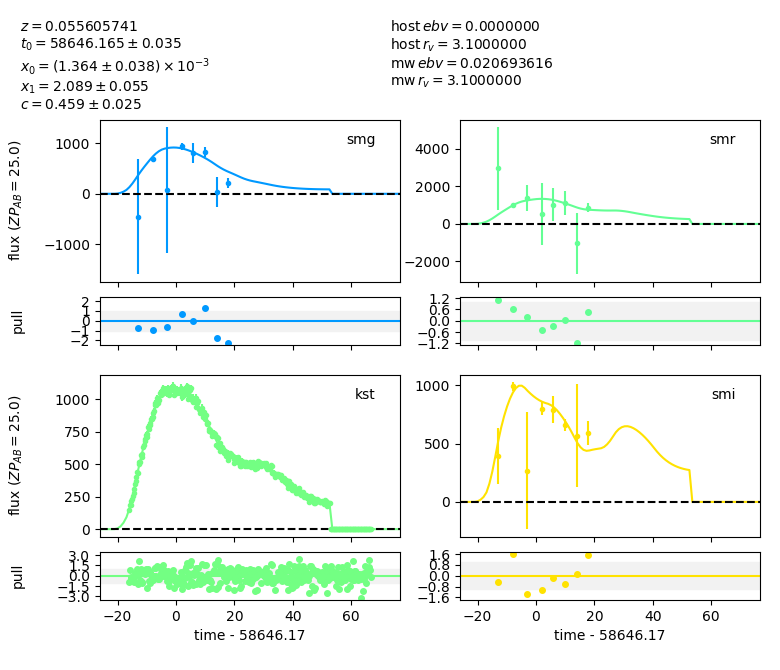 z = 0.055605741
t₀ = 58646.165 ± 0.035
x₀ = (1.364 ± 0.038) × 10⁻³
x₁ = 2.089 ± 0.055
c = 0.459 ± 0.025
host ebv = 0.0000000
host r_v = 3.1000000
mw ebv = 0.020693616
mw r_v = 3.1000000
smg
flux (ZP_AB = 25.0)
1000
0
−1000
smr
4000
2000
0
−2000
pull
2
1
0
−1
−2
1.2
0.6
0.0
−0.6
−1.2
kst
flux (ZP_AB = 25.0)
1000
750
500
250
0
smi
1000
500
0
pull
3.0
1.5
0.0
−1.5
−3.0
−20 0 20 40 60
time - 58646.17
1.6
0.8
0.0
−0.8
−1.6
−20 0 20 40 60
time - 58646.17